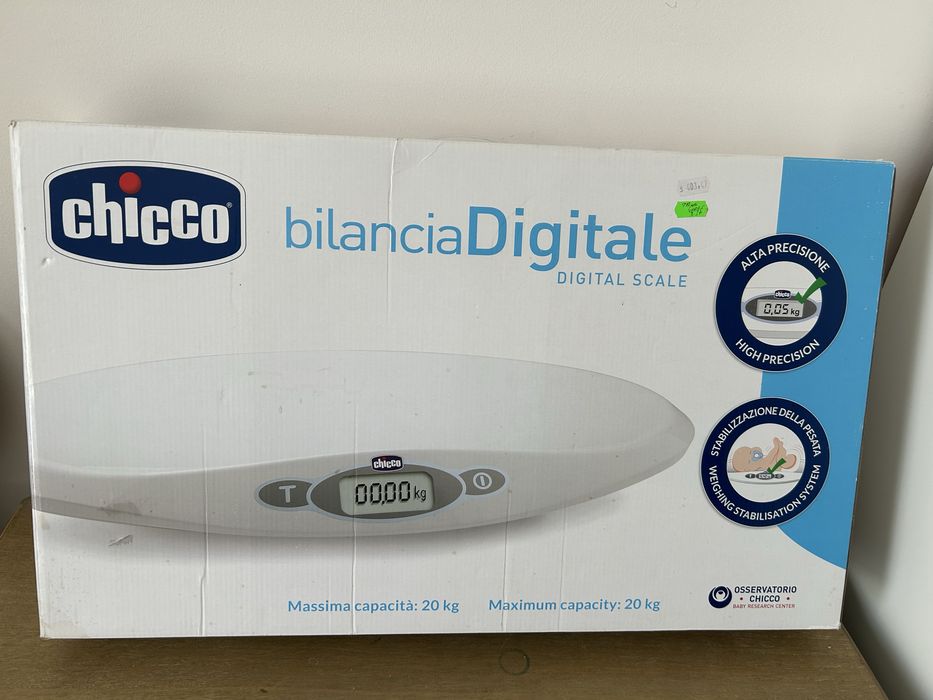 chicco
bilanciaDigitale
DIGITAL SCALE
ALTA PRECISIONE
chicco
0,05 kg
HIGH PRECISION
STABILIZZAZIONE DELLA PESATA
WEIGHING STABILISATION SYSTEM
chicco
T
00,00 kg
Massima capacità: 20 kg
Maximum capacity: 20 kg
OSSERVATORIO
• CHICCO •
BABY RESEARCH CENTER